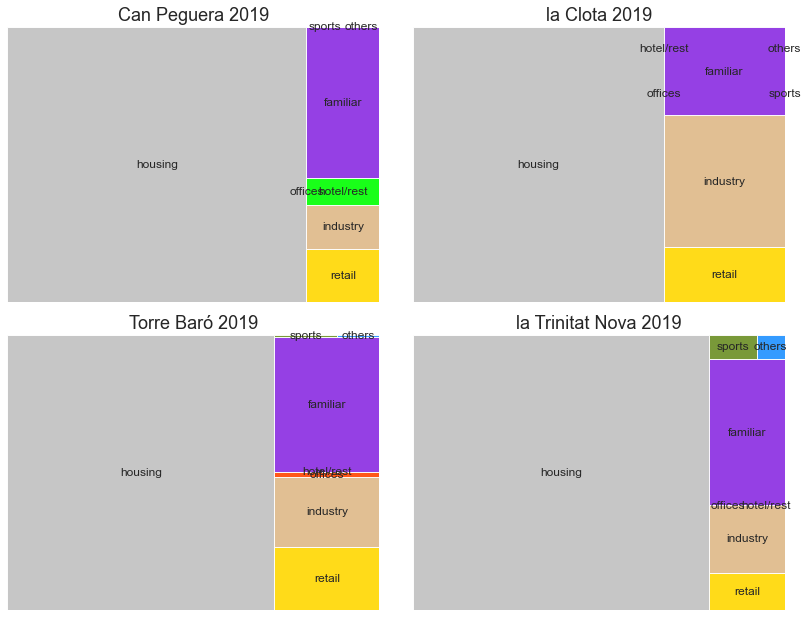 Can Peguera 2019
sports others
familiar
housing
offices hotel/rest
industry
retail
la Clota 2019
hotel/rest others
familiar
offices sports
housing
industry
retail
Torre Baró 2019
sports others
familiar
housing
hotel/rest
offices
industry
retail
la Trinitat Nova 2019
sports others
familiar
housing
offices hotel/rest
industry
retail